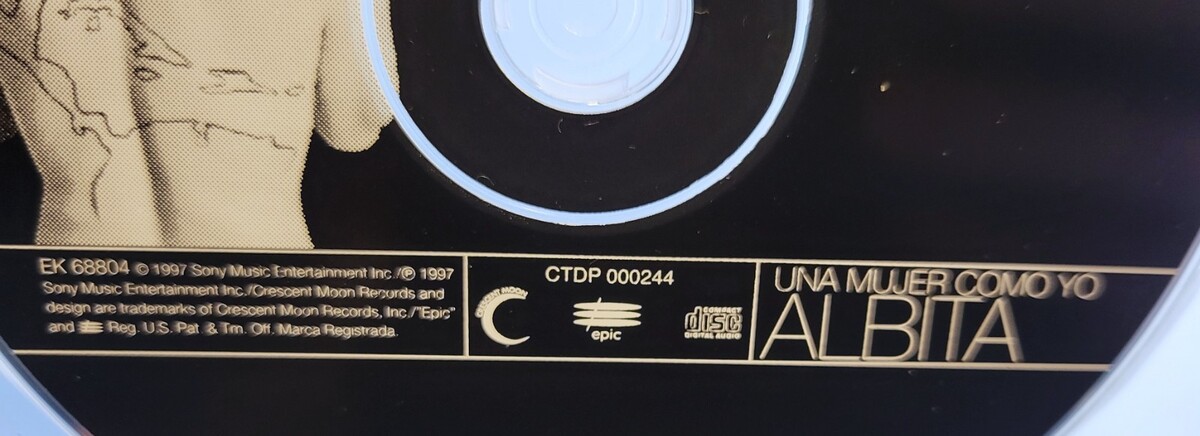 EK 68804 © 1997 Sony Music Entertainment Inc./℗ 1997
Sony Music Entertainment Inc./Crescent Moon Records and
design are trademarks of Crescent Moon Records, Inc./"Epic"
and Reg. U.S. Pat & Tm. Off. Marca Registrada.
CTDP 000244
CRESCENT MOON
epic
COMPACT
disc
DIGITAL AUDIO
UNA MUJER COMO YO
ALBITA